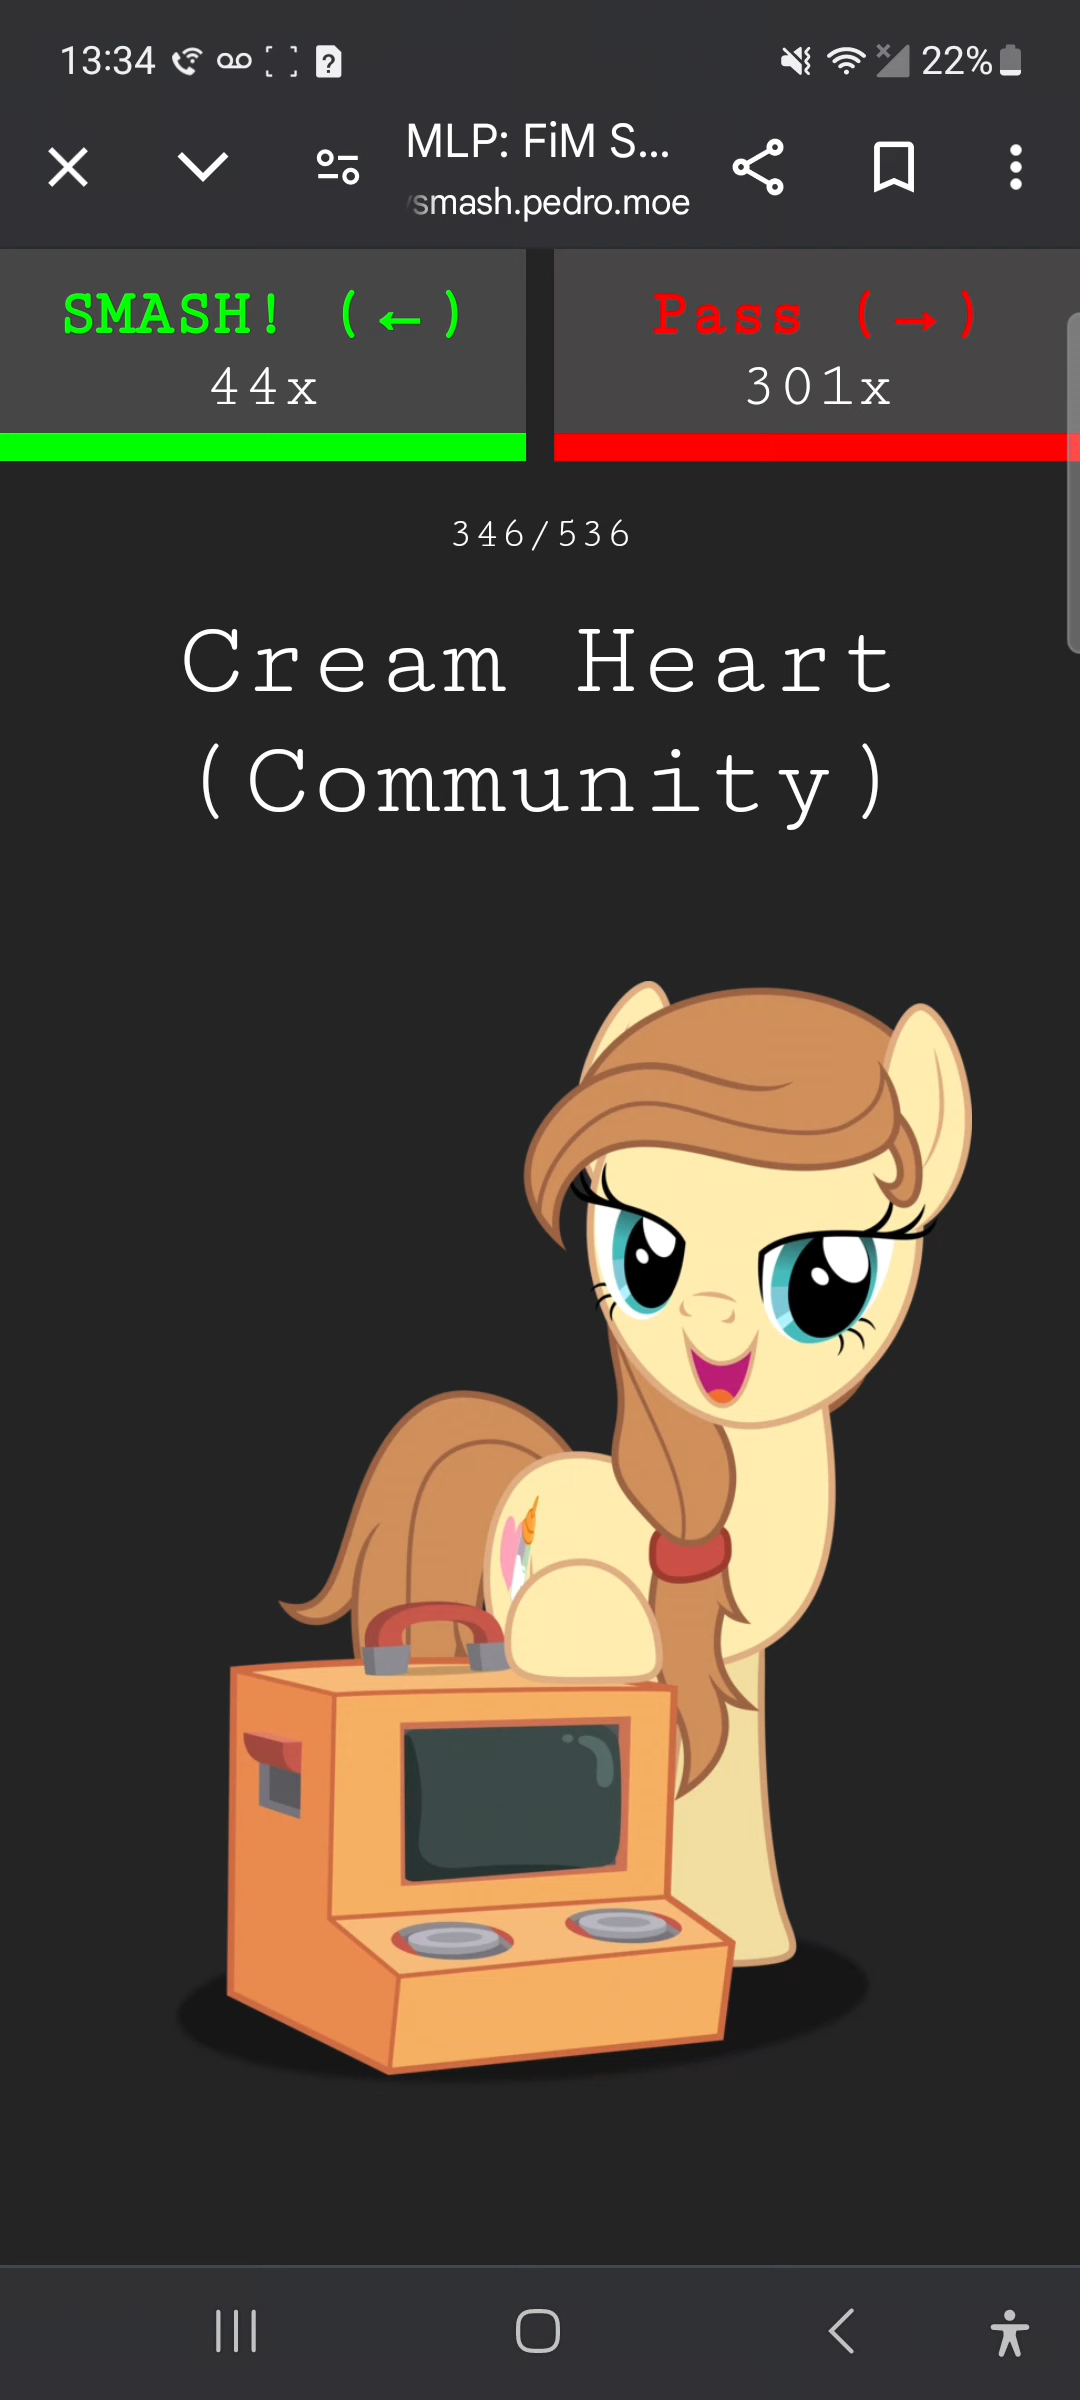 13:34
22%
MLP: FiM S...
smash.pedro.moe
SMASH! (←)
Pass (→)
44x
301x
346/536
Cream Heart
(Community)